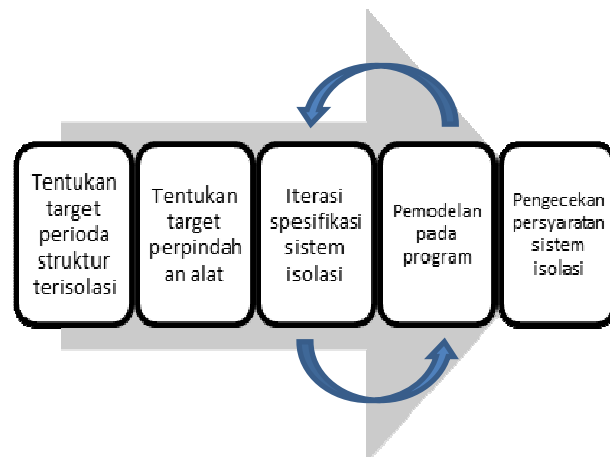 Tentukan
target
perioda
struktur
terisolasi
Tentukan
target
perpindah
an alat
Iterasi
spesifikasi
sistem
isolasi
Pemodelan
pada
program
Pengecekan
persyaratan
sistem
isolasi